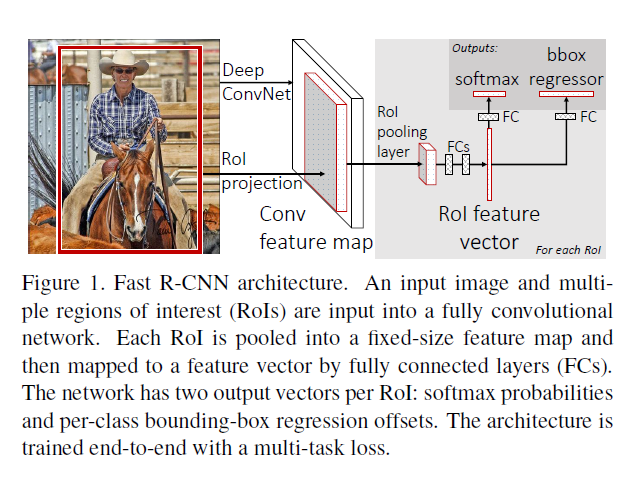 Outputs:
bbox
softmax regressor
Deep
ConvNet
FC
FC
RoI
pooling
layer
FCs
RoI
projection
Conv
feature map
RoI feature
vector
For each RoI
Figure 1. Fast R-CNN architecture. An input image and multi-
ple regions of interest (RoIs) are input into a fully convolutional
network. Each RoI is pooled into a fixed-size feature map and
then mapped to a feature vector by fully connected layers (FCs).
The network has two output vectors per RoI: softmax probabilities
and per-class bounding-box regression offsets. The architecture is
trained end-to-end with a multi-task loss.